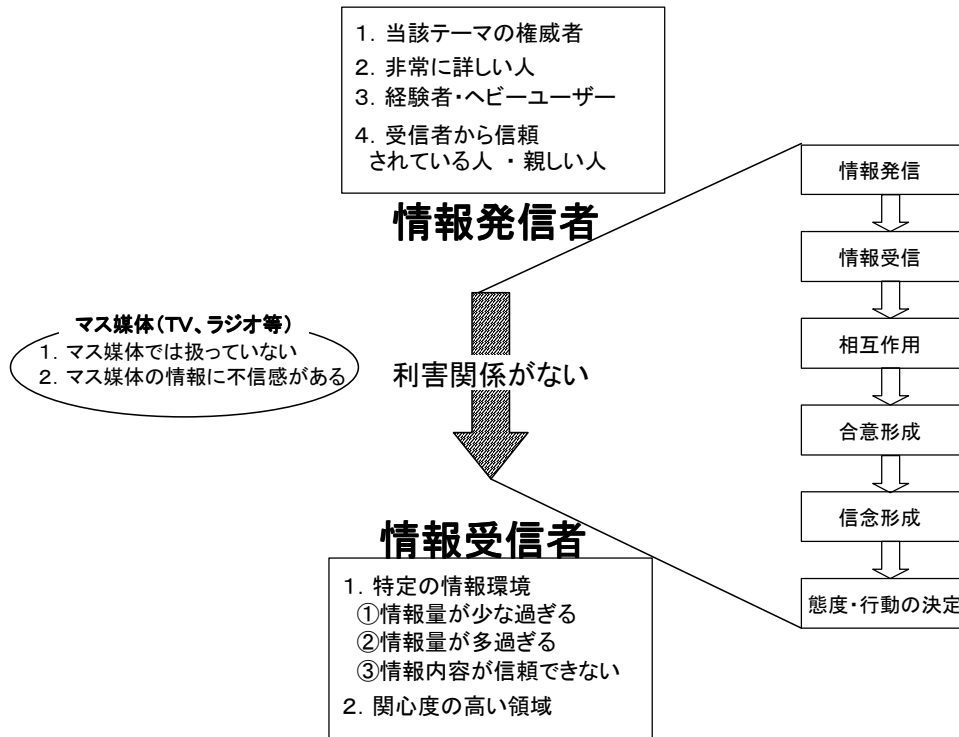 1．当該テーマの権威者
2．非常に詳しい人
3．経験者・ヘビーユーザー
4．受信者から信頼
されている人 ・ 親しい人
情報発信者
マス媒体（TV、ラジオ等）
1．マス媒体では扱っていない
2．マス媒体の情報に不信感がある
利害関係がない
情報受信者
1．特定の情報環境
①情報量が少な過ぎる
②情報量が多過ぎる
③情報内容が信頼できない
2．関心度の高い領域
情報発信
情報受信
相互作用
合意形成
信念形成
態度・行動の決定